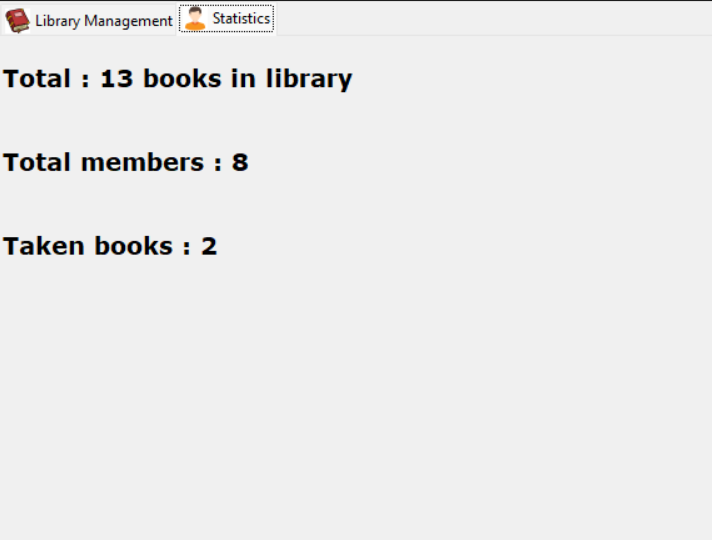 Library Management
Statistics
Total : 13 books in library
Total members : 8
Taken books : 2